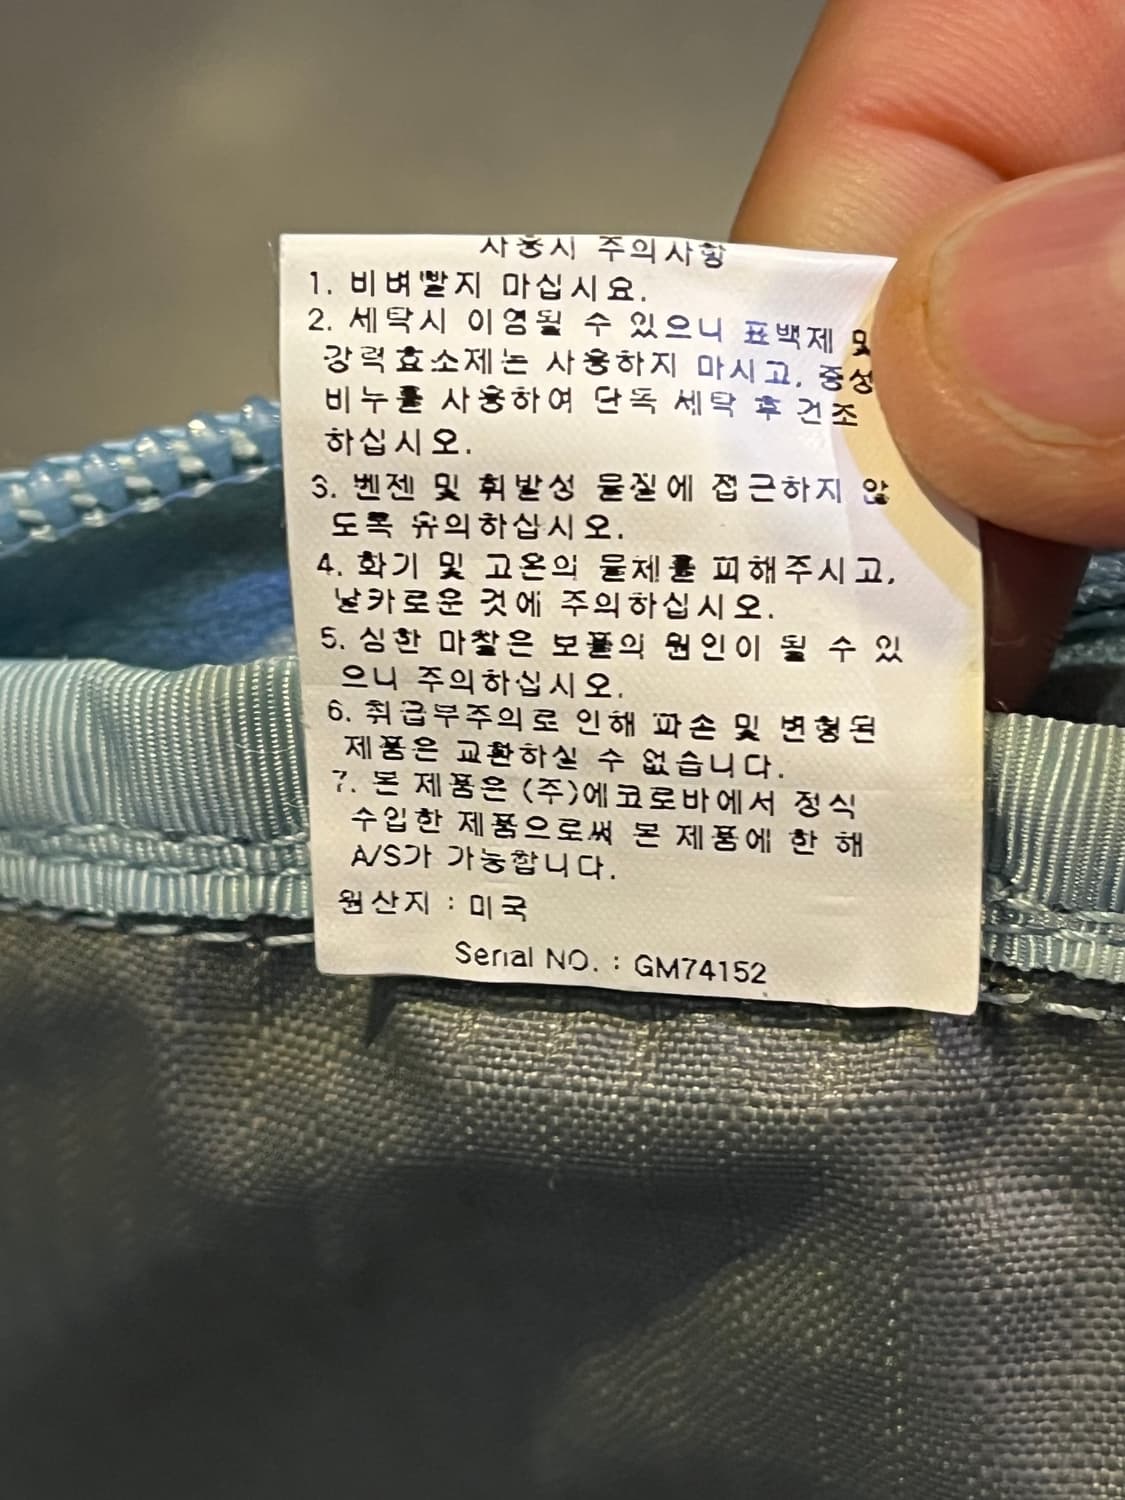 사용시 주의사항
1. 비벼빨지 마십시요.
2. 세탁시 이염될 수 있으니 표백제 및
강력효소제는 사용하지 마시고, 중성
비누를 사용하여 단독 세탁 후 건조
하십시오.
3. 벤젠 및 휘발성 물질에 접근하지 않
도록 유의하십시오.
4. 화기 및 고온의 물체를 피해주시고,
날카로운 것에 주의하십시오.
5. 심한 마찰은 보풀의 원인이 될 수 있
으니 주의하십시오.
6. 취급부주의로 인해 파손 및 변형된
제품은 교환하실 수 없습니다.
7. 본 제품은 (주)에코로바에서 정식
수입한 제품으로써 본 제품에 한 해
A/S가 가능합니다.
원산지 : 미국
Serial NO. : GM74152